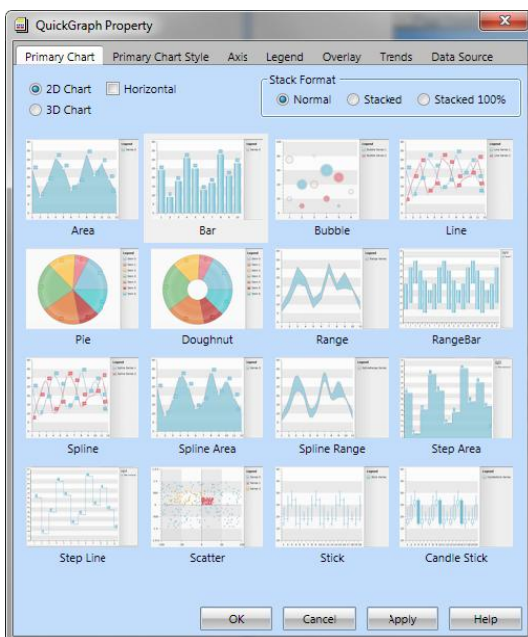 QuickGraph Property
Primary Chart Primary Chart Style Axis Legend Overlay Trends Data Source
2D Chart Horizontal
3D Chart
Stack Format
Normal Stacked Stacked 100%
Area Bar Bubble Line
Pie Doughnut Range RangeBar
Spline Spline Area Spline Range Step Area
Step Line Scatter Stick Candle Stick
OK Cancel Apply Help